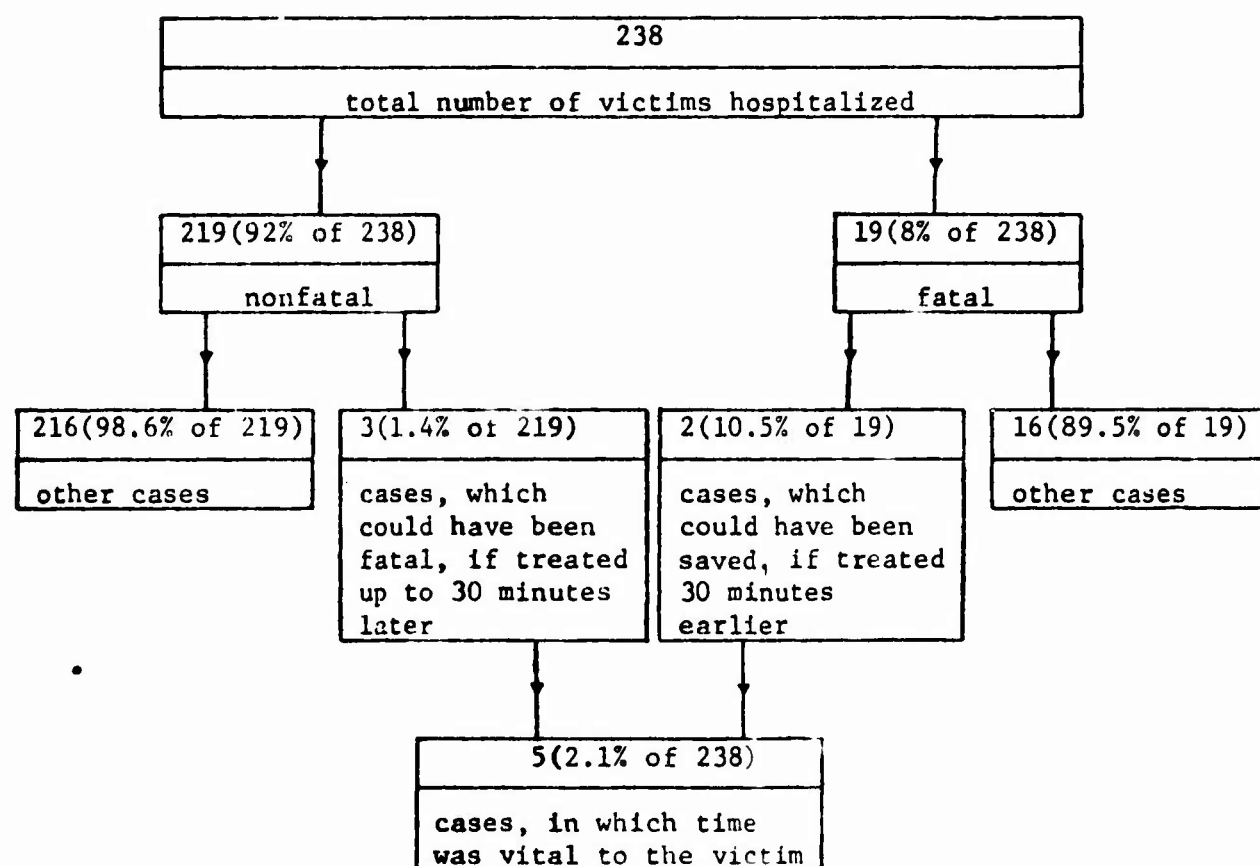 238
total number of victims hospitalized
219(92% of 238)
nonfatal
19(8% of 238)
fatal
216(98.6% of 219)
other cases
3(1.4% of 219)
cases, which
could have been
fatal, if treated
up to 30 minutes
later
2(10.5% of 19)
cases, which
could have been
saved, if treated
30 minutes
earlier
16(89.5% of 19)
other cases
5(2.1% of 238)
cases, in which time
was vital to the victim